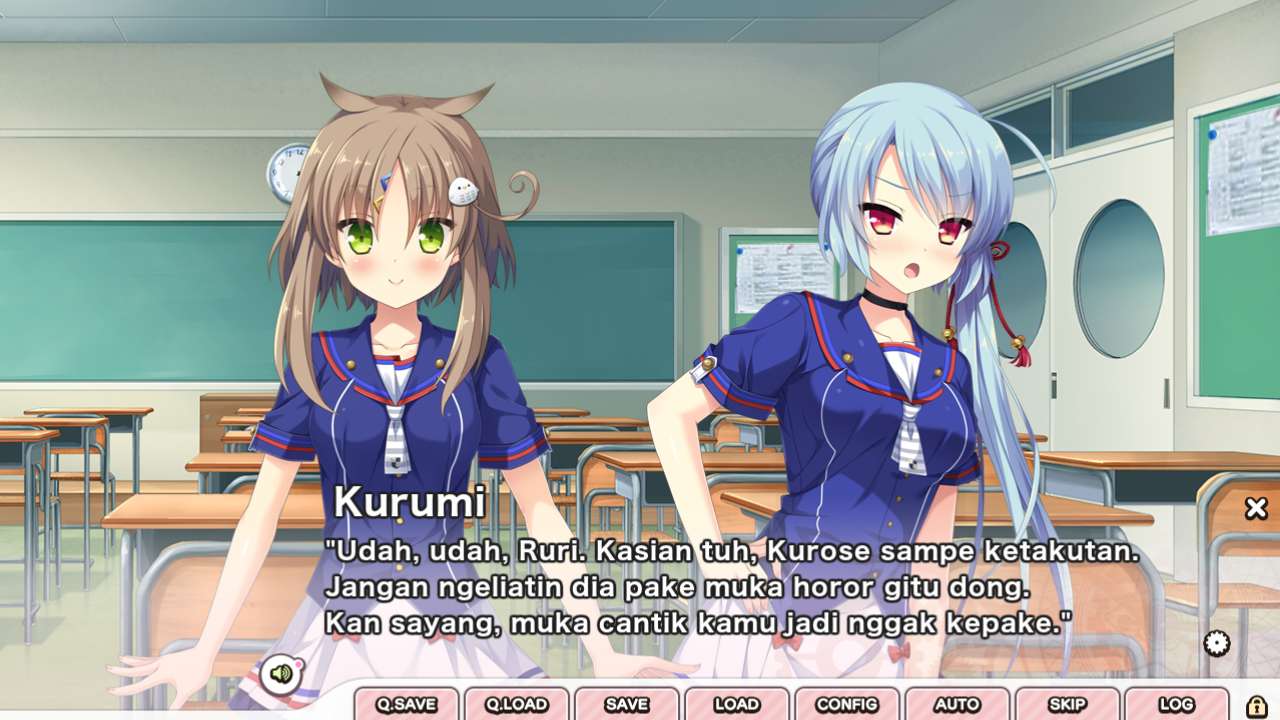 Kurumi
"Udah, udah, Ruri. Kasian tuh, Kurose sampe ketakutan.
Jangan ngeliatin dia pake muka horor gitu dong.
Kan sayang, muka cantik kamu jadi nggak kepake."
Q.SAVE
Q.LOAD
SAVE
LOAD
CONFIG
AUTO
SKIP
LOG